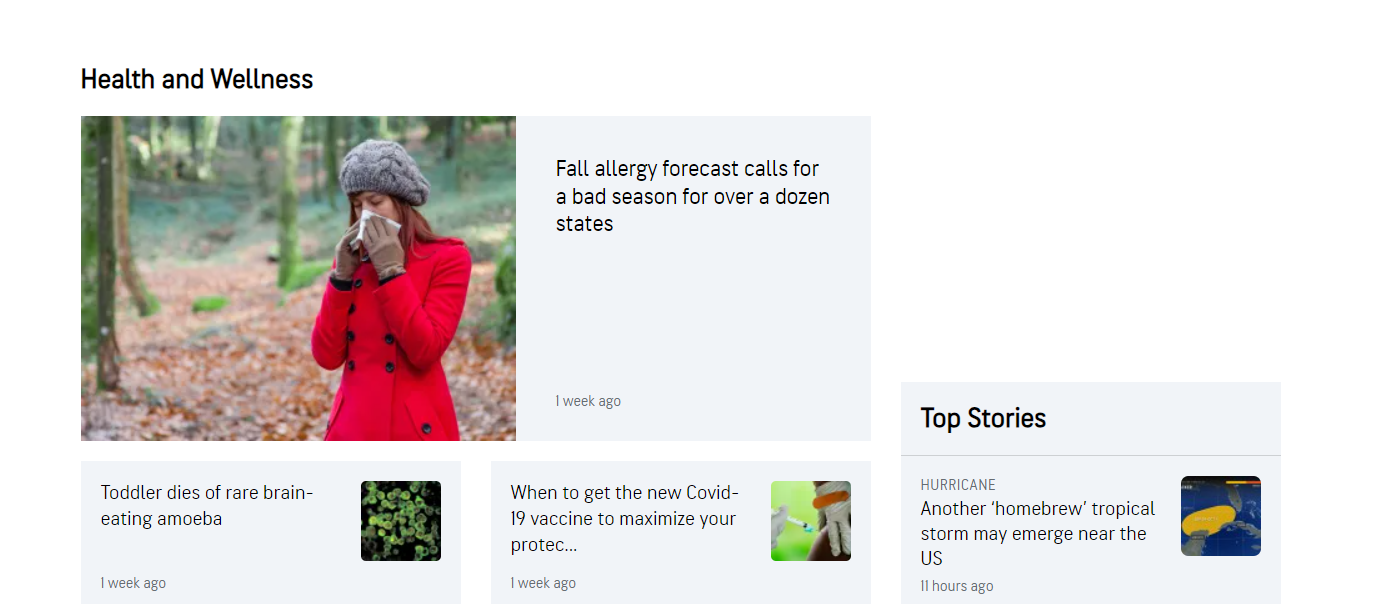 Health and Wellness
Fall allergy forecast calls for
a bad season for over a dozen
states
1 week ago
Toddler dies of rare brain-
eating amoeba
1 week ago
When to get the new Covid-
19 vaccine to maximize your
protec...
1 week ago
Top Stories
HURRICANE
Another ‘homebrew’ tropical
storm may emerge near the
US
11 hours ago